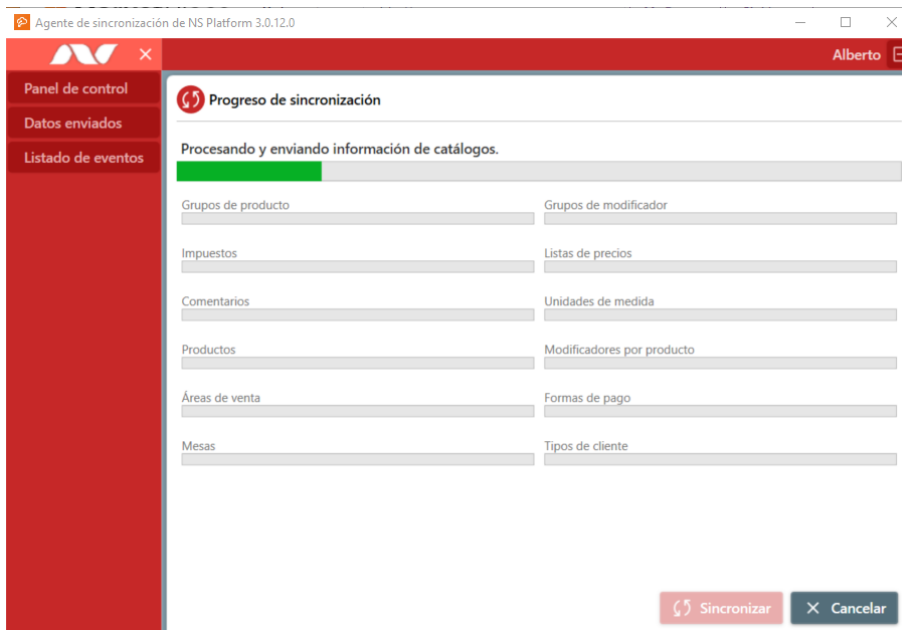 Agente de sincronización de NS Platform 3.0.12.0
Alberto
Panel de control
Datos enviados
Listado de eventos
Progreso de sincronización
Procesando y enviando información de catálogos.
Grupos de producto
Grupos de modificador
Impuestos
Listas de precios
Comentarios
Unidades de medida
Productos
Modificadores por producto
Áreas de venta
Formas de pago
Mesas
Tipos de cliente
Sincronizar
Cancelar